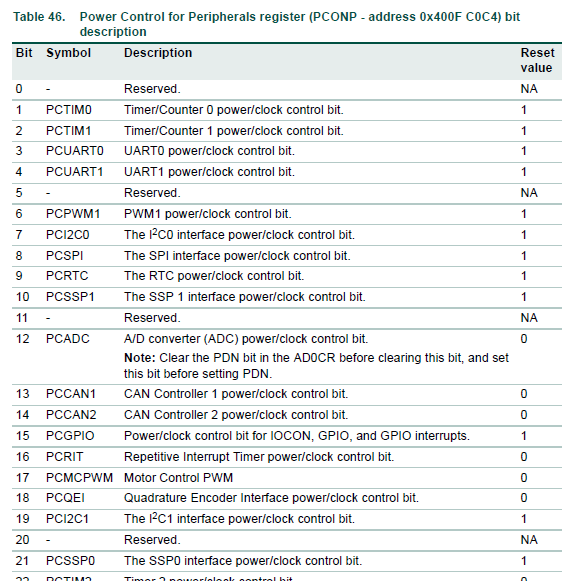 Table 46. Power Control for Peripherals register (PCONP - address 0x400F C0C4) bit
description
Bit Symbol Description Reset
value
0 - Reserved. NA
1 PCTIM0 Timer/Counter 0 power/clock control bit. 1
2 PCTIM1 Timer/Counter 1 power/clock control bit. 1
3 PCUART0 UART0 power/clock control bit. 1
4 PCUART1 UART1 power/clock control bit. 1
5 - Reserved. NA
6 PCPWM1 PWM1 power/clock control bit. 1
7 PCI2C0 The I2C0 interface power/clock control bit. 1
8 PCSPI The SPI interface power/clock control bit. 1
9 PCRTC The RTC power/clock control bit. 1
10 PCSSP1 The SSP 1 interface power/clock control bit. 1
11 - Reserved. NA
12 PCADC A/D converter (ADC) power/clock control bit. 0
Note: Clear the PDN bit in the AD0CR before clearing this bit, and set
this bit before setting PDN.
13 PCCAN1 CAN Controller 1 power/clock control bit. 0
14 PCCAN2 CAN Controller 2 power/clock control bit. 0
15 PCGPIO Power/clock control bit for IOCON, GPIO, and GPIO interrupts. 1
16 PCRIT Repetitive Interrupt Timer power/clock control bit. 0
17 PCMCPWM Motor Control PWM 0
18 PCQEI Quadrature Encoder Interface power/clock control bit. 0
19 PCI2C1 The I2C1 interface power/clock control bit. 1
20 - Reserved. NA
21 PCSSP0 The SSP0 interface power/clock control bit. 1
22 PCTIM2 Timer 2 power/clock control bit. 0